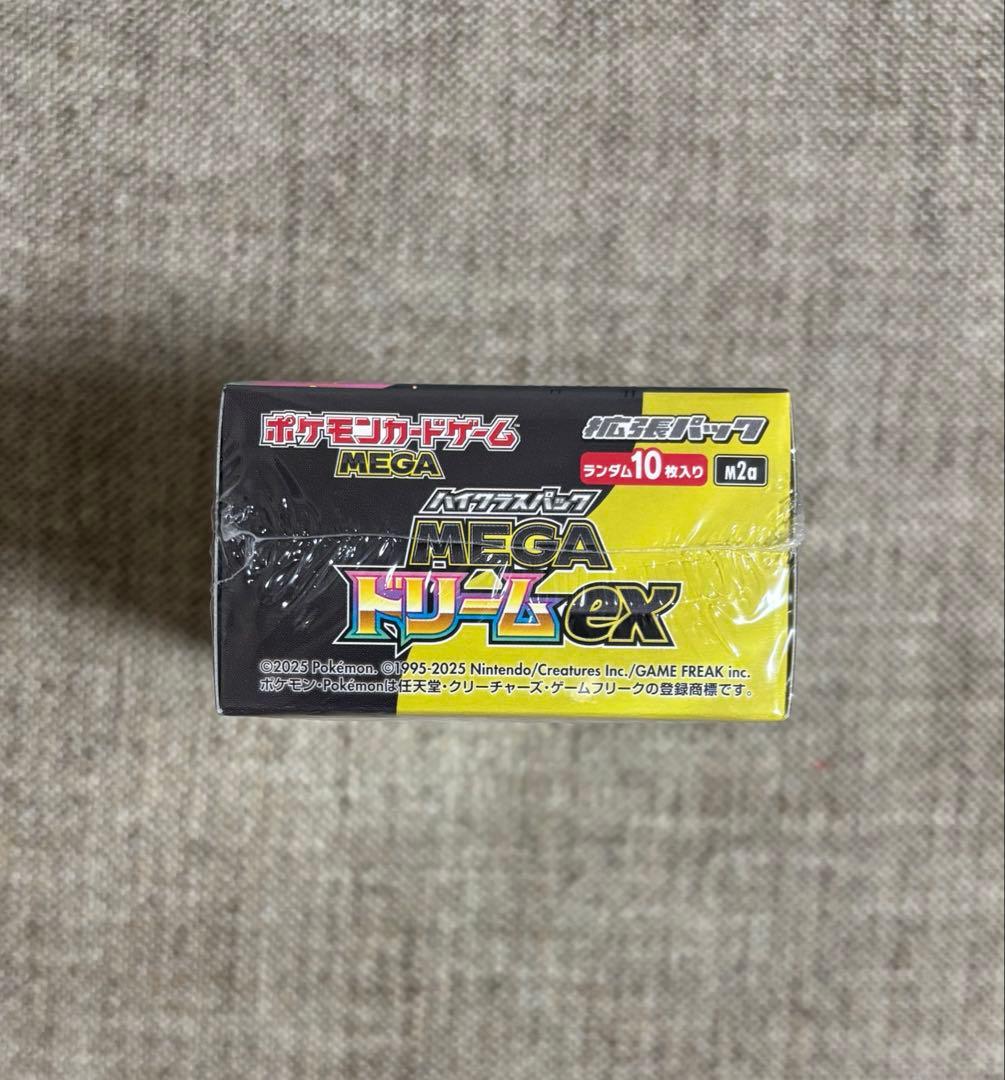 ポケモンカードゲーム
MEGA
拡張パック
ランダム10枚入り
M2a
ハイクラスパック
MEGA
ドリームex
©2025 Pokémon. ©1995-2025 Nintendo/Creatures Inc./GAME FREAK inc.
ポケモン・Pokémonは任天堂・クリーチャーズ・ゲームフリークの登録商標です。